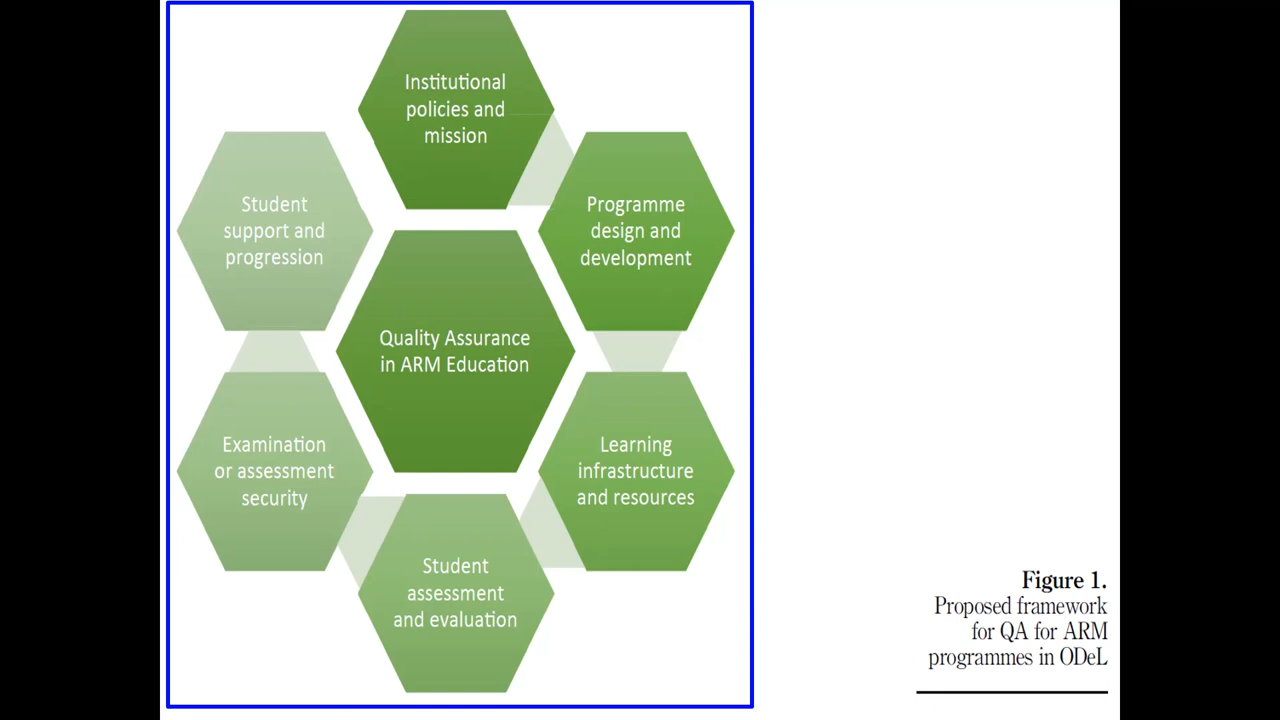 Institutional
policies and
mission
Programme
design and
development
Learning
infrastructure
and resources
Student
assessment
and evaluation
Examination
or assessment
security
Student
support and
progression
Quality Assurance
in ARM Education
Figure 1.
Proposed framework
for QA for ARM
programmes in ODeL